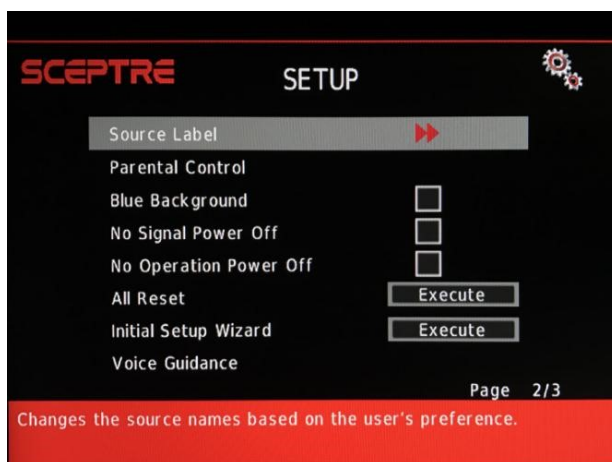 SCEPTRE SETUP
Source Label
Parental Control
Blue Background
No Signal Power Off
No Operation Power Off
All Reset Execute
Initial Setup Wizard Execute
Voice Guidance
Page 2/3
Changes the source names based on the user's preference.